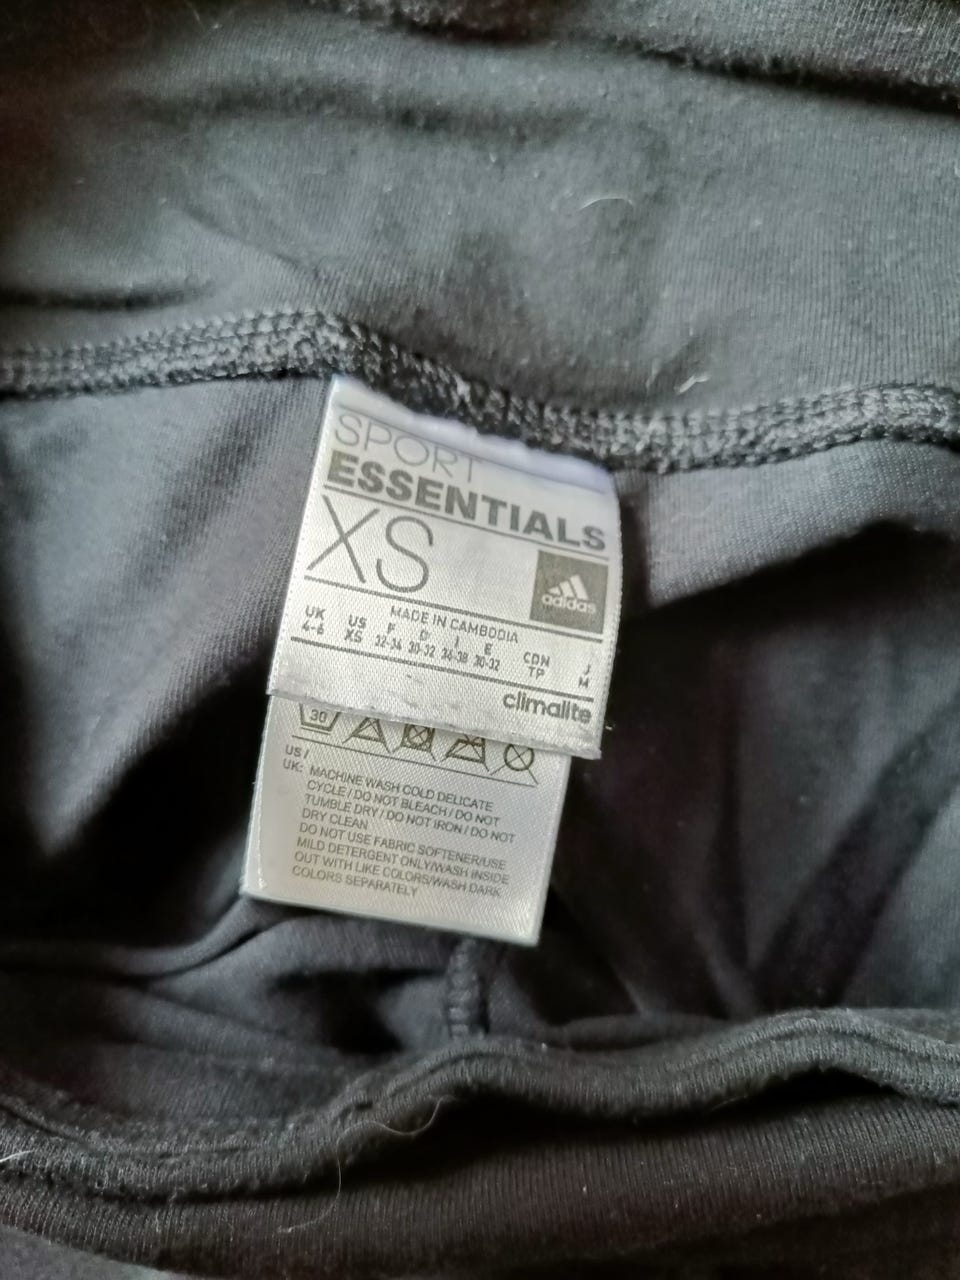 SPORT
ESSENTIALS
XS
adidas
MADE IN CAMBODIA
UK US F D I E CDN J
4-6 XS 32-34 30-32 36-38 30-32 TP M
climalite
30
US /
UK: MACHINE WASH COLD DELICATE
CYCLE / DO NOT BLEACH / DO NOT
TUMBLE DRY / DO NOT IRON / DO NOT
DRY CLEAN
DO NOT USE FABRIC SOFTENER/USE
MILD DETERGENT ONLY/WASH INSIDE
OUT WITH LIKE COLORS/WASH DARK
COLORS SEPARATELY